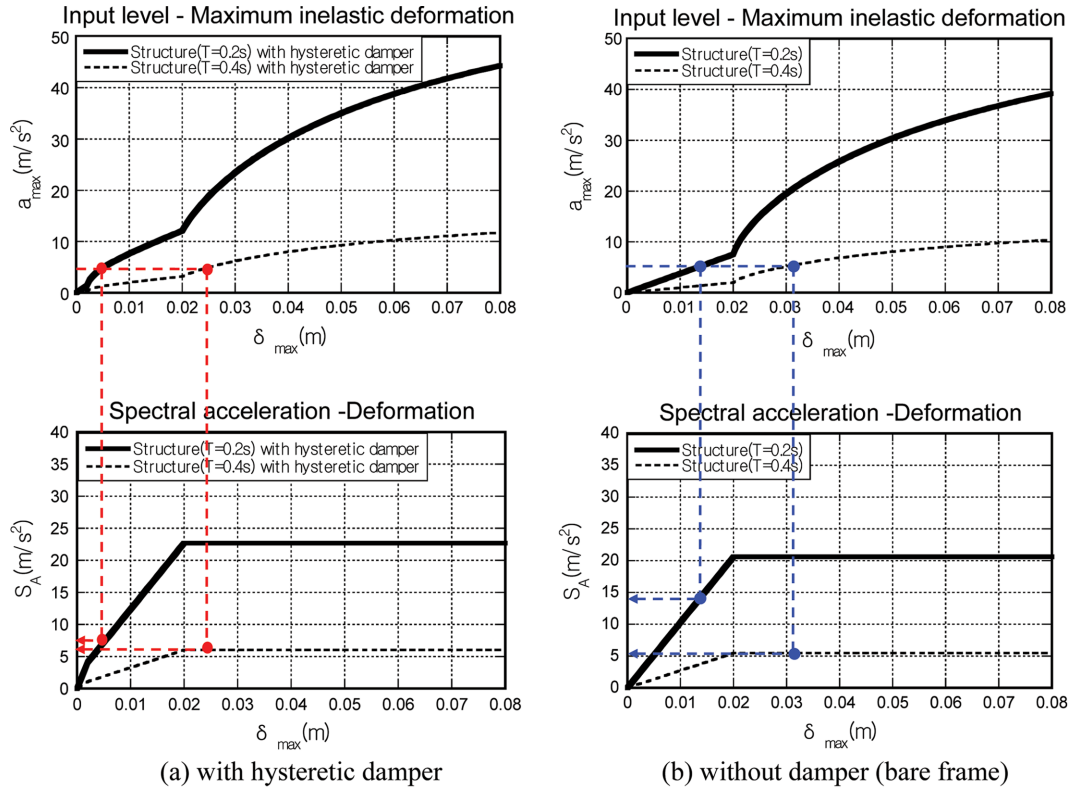 Input level - Maximum inelastic deformation
50
40
30
20
10
0
a max (m/s²)
Structure(T=0.2s) with hysteretic damper
Structure(T=0.4s) with hysteretic damper
0 0.01 0.02 0.03 0.04 0.05 0.06 0.07 0.08
δ max (m)
Input level - Maximum inelastic deformation
50
40
30
20
10
0
a max (m/s²)
Structure(T=0.2s)
Structure(T=0.4s)
0 0.01 0.02 0.03 0.04 0.05 0.06 0.07 0.08
δ max (m)
Spectral acceleration -Deformation
40
35
30
25
20
15
10
5
0
S A (m/s²)
Structure(T=0.2s) with hysteretic damper
Structure(T=0.4s) with hysteretic damper
0 0.01 0.02 0.03 0.04 0.05 0.06 0.07 0.08
δ max (m)
(a) with hysteretic damper
Spectral acceleration -Deformation
40
35
30
25
20
15
10
5
0
S A (m/s²)
Structure(T=0.2s)
Structure(T=0.4s)
0 0.01 0.02 0.03 0.04 0.05 0.06 0.07 0.08
δ max (m)
(b) without damper (bare frame)